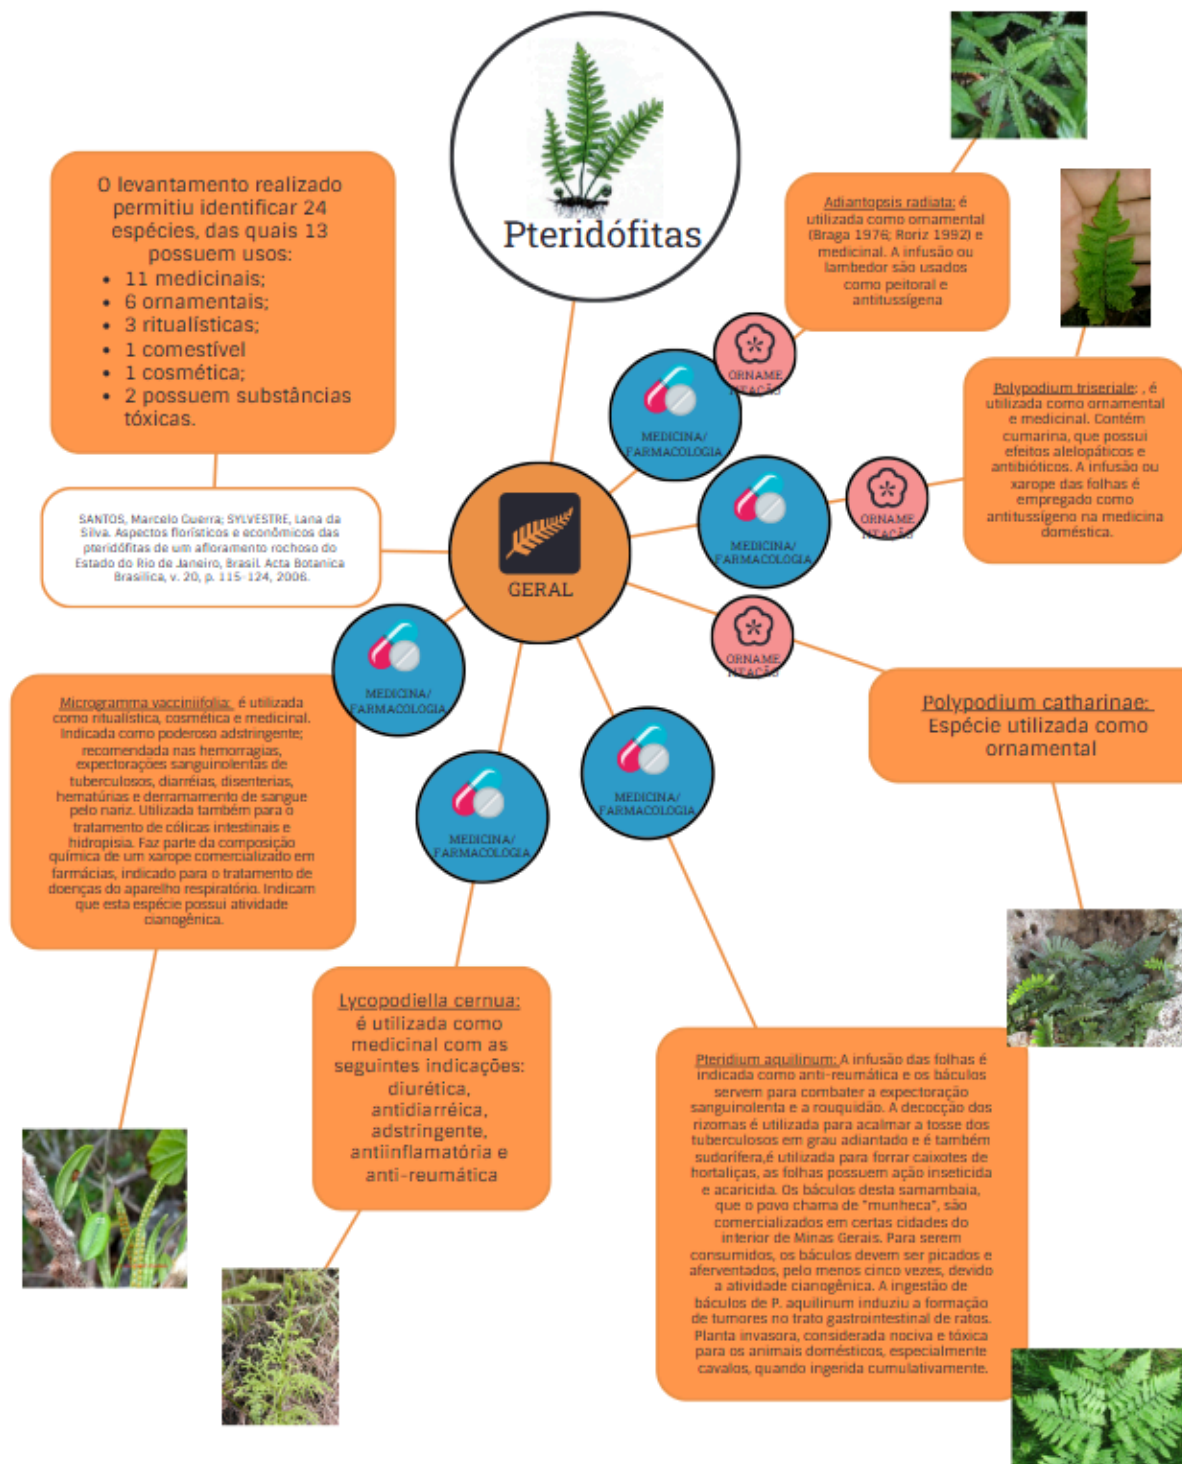 Pteridófitas
O levantamento realizado
permitiu identificar 24
espécies, das quais 13
possuem usos:
• 11 medicinais;
• 6 ornamentais;
• 3 ritualísticas;
• 1 comestível
• 1 cosmética;
• 2 possuem substâncias
tóxicas.
SANTOS, Marcelo Guerra; SYLVESTRE, Lana da
Silva. Aspectos florísticos e econômicos das
pteridófitas de um afloramento rochoso do
Estado do Rio de Janeiro, Brasil. Acta Botanica
Brasilica, v. 20, p. 115-124, 2006.
GERAL
Adiantopsis radiata: é
utilizada como ornamental
(Braga 1976; Roriz 1992) e
medicinal. A infusão ou
lambedor são usados
como peitoral e
antitussígena
ORNAME
NTAÇÃO
MEDICINA/
FARMACOLOGIA
Polypodium triseriale: , é
utilizada como ornamental
e medicinal. Contém
cumarina, que possui
efeitos alelopáticos e
antibióticos. A infusão ou
xarope das folhas é
empregado como
antitussígeno na medicina
doméstica.
MEDICINA/
FARMACOLOGIA
ORNAME
NTAÇÃO
ORNAME
NTAÇÃO
Polypodium catharinae:
Espécie utilizada como
ornamental
MEDICINA/
FARMACOLOGIA
Microgramma vacciniifolia: é utilizada
como ritualística, cosmética e medicinal.
Indicada como poderoso adstringente;
recomendada nas hemorragias,
expectorações sanguinolentas de
tuberculosos, diarréias, disenterias,
hematúrias e derramamento de sangue
pelo nariz. Utilizada também para o
tratamento de cólicas intestinais e
hidropisia. Faz parte da composição
química de um xarope comercializado em
farmácias, indicado para o tratamento de
doenças do aparelho respiratório. Indicam
que esta espécie possui atividade
cianogênica.
MEDICINA/
FARMACOLOGIA
MEDICINA/
FARMACOLOGIA
Lycopodiella cernua:
é utilizada como
medicinal com as
seguintes indicações:
diurética,
antidiarréica,
adstringente,
antiinflamatória e
anti-reumática
Pteridium aquilinum: A infusão das folhas é
indicada como anti-reumática e os báculos
servem para combater a expectoração
sanguinolenta e a rouquidão. A decocção dos
rizomas é utilizada para acalmar a tosse dos
tuberculosos em grau adiantado e é também
sudorífera,é utilizada para forrar caixotes de
hortaliças, as folhas possuem ação inseticida
e acaricida. Os báculos desta samambaia,
que o povo chama de "munheca", são
comercializados em certas cidades do
interior de Minas Gerais. Para serem
consumidos, os báculos devem ser picados e
aferventados, pelo menos cinco vezes, devido
a atividade cianogênica. A ingestão de
báculos de P. aquilinum induziu a formação
de tumores no trato gastrointestinal de ratos.
Planta invasora, considerada nociva e tóxica
para os animais domésticos, especialmente
cavalos, quando ingerida cumulativamente.